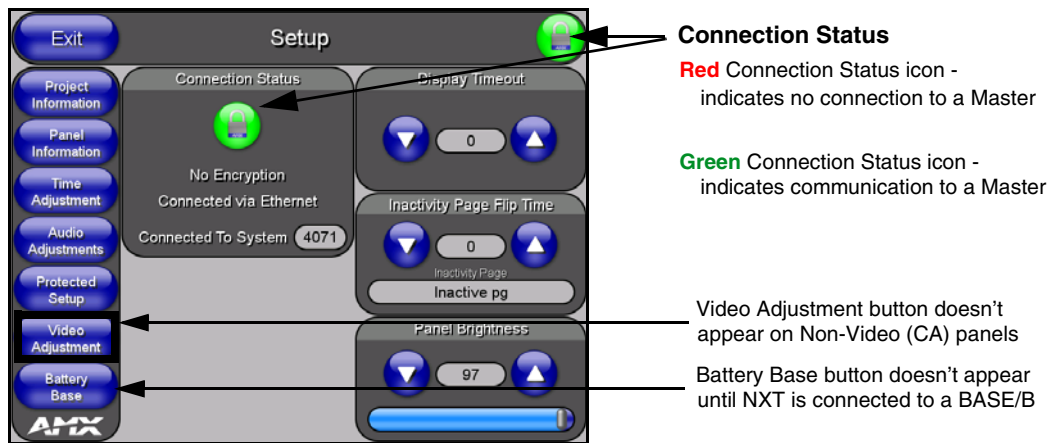 Exit
Setup
Connection Status
Red Connection Status icon -
indicates no connection to a Master
Green Connection Status icon -
indicates communication to a Master
Project
Information
Panel
Information
Time
Adjustment
Audio
Adjustments
Protected
Setup
Video
Adjustment
Battery
Base
AMX
Connection Status
No Encryption
Connected via Ethernet
Connected To System 4071
Display Timeout
0
Inactivity Page Flip Time
0
Inactivity Page
Inactive pg
Panel Brightness
97
Video Adjustment button doesn't
appear on Non-Video (CA) panels
Battery Base button doesn't appear
until NXT is connected to a BASE/B